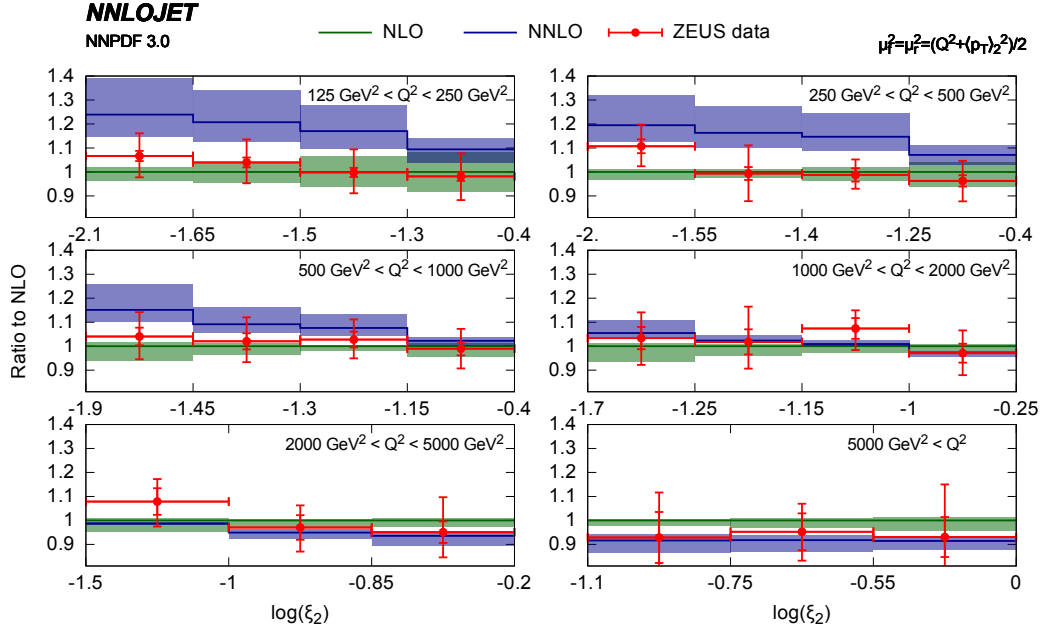 NNLOJET
NNPDF 3.0
NLO NNLO ZEUS data
μ_f²=μ_r²=(Q²+⟨p_T⟩₂²)/2
Ratio to NLO
125 GeV² < Q² < 250 GeV²
1.4
1.3
1.2
1.1
1
0.9
-2.1 -1.65 -1.5 -1.3 -0.4
250 GeV² < Q² < 500 GeV²
1.4
1.3
1.2
1.1
1
0.9
-2. -1.55 -1.4 -1.25 -0.4
500 GeV² < Q² < 1000 GeV²
1.4
1.3
1.2
1.1
1
0.9
-1.9 -1.45 -1.3 -1.15 -0.4
1000 GeV² < Q² < 2000 GeV²
1.4
1.3
1.2
1.1
1
0.9
-1.7 -1.25 -1.15 -1 -0.25
2000 GeV² < Q² < 5000 GeV²
1.4
1.3
1.2
1.1
1
0.9
-1.5 -1 -0.85 -0.2
log(ξ₂)
5000 GeV² < Q²
1.4
1.3
1.2
1.1
1
0.9
-1.1 -0.75 -0.55 0
log(ξ₂)